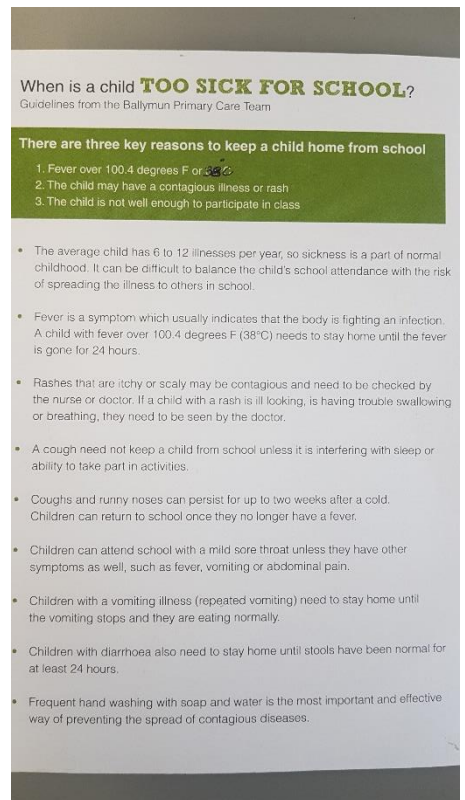 When is a child TOO SICK FOR SCHOOL?
Guidelines from the Ballymun Primary Care Team
There are three key reasons to keep a child home from school
1. Fever over 100.4 degrees F or
2. The child may have a contagious illness or rash
3. The child is not well enough to participate in class
• The average child has 6 to 12 illnesses per year, so sickness is a part of normal
childhood. It can be difficult to balance the child's school attendance with the risk
of spreading the illness to others in school.
• Fever is a symptom which usually indicates that the body is fighting an infection.
A child with fever over 100.4 degrees F (38°C) needs to stay home until the fever
is gone for 24 hours.
• Rashes that are itchy or scaly may be contagious and need to be checked by
the nurse or doctor. If a child with a rash is ill looking, is having trouble swallowing
or breathing, they need to be seen by the doctor.
• A cough need not keep a child from school unless it is interfering with sleep or
ability to take part in activities.
• Coughs and runny noses can persist for up to two weeks after a cold.
Children can return to school once they no longer have a fever.
• Children can attend school with a mild sore throat unless they have other
symptoms as well, such as fever, vomiting or abdominal pain.
• Children with a vomiting illness (repeated vomiting) need to stay home until
the vomiting stops and they are eating normally.
• Children with diarrhoea also need to stay home until stools have been normal for
at least 24 hours.
• Frequent hand washing with soap and water is the most important and effective
way of preventing the spread of contagious diseases.